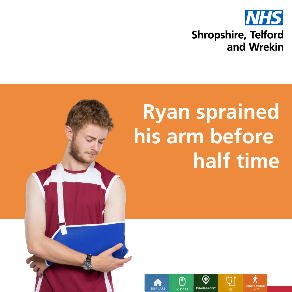 NHS
Shropshire, Telford
and Wrekin
Ryan sprained
his arm before
half time